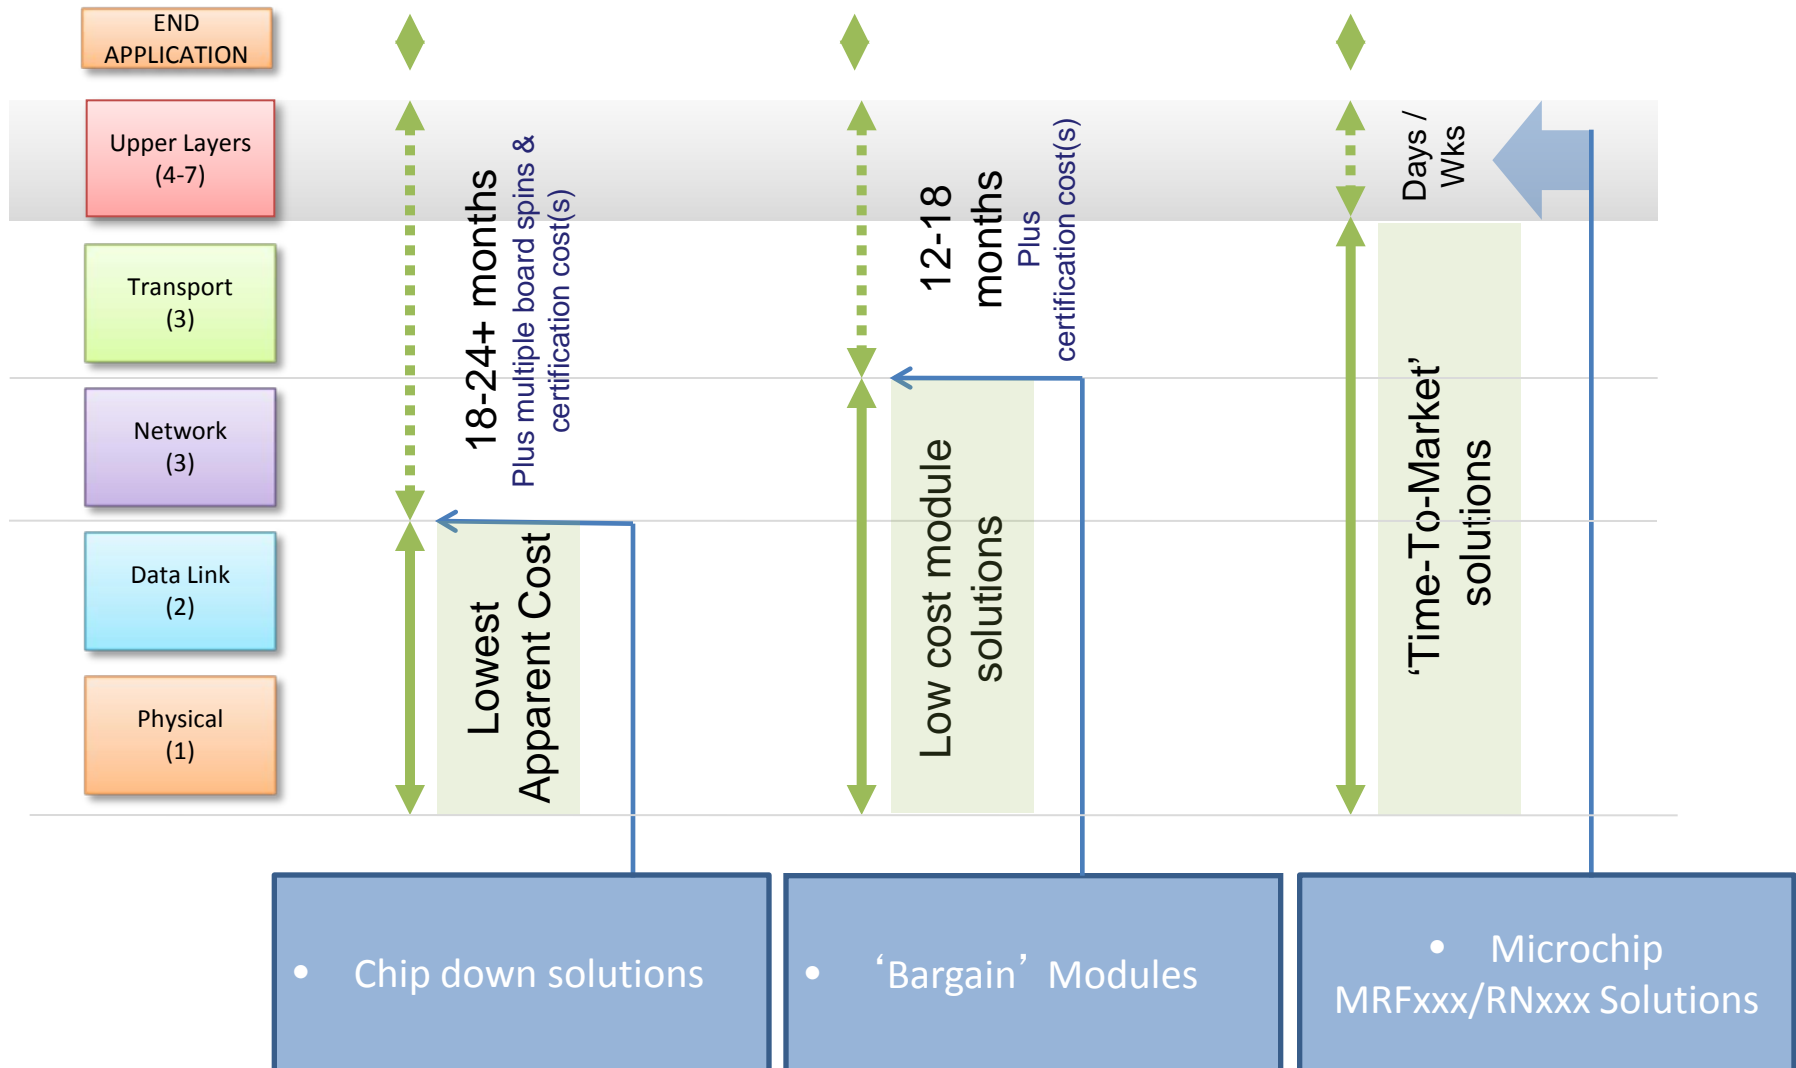 END
APPLICATION
Upper Layers
(4-7)
Transport
(3)
Network
(3)
Data Link
(2)
Physical
(1)
18-24+ months
Plus multiple board spins &
certification cost(s)
Lowest
Apparent Cost
12-18
months
Plus
certification cost(s)
Low cost module
solutions
Days /
Wks
‘Time-To-Market’
solutions
• Chip down solutions
• ‘Bargain’ Modules
• Microchip
MRFxxx/RNxxx Solutions